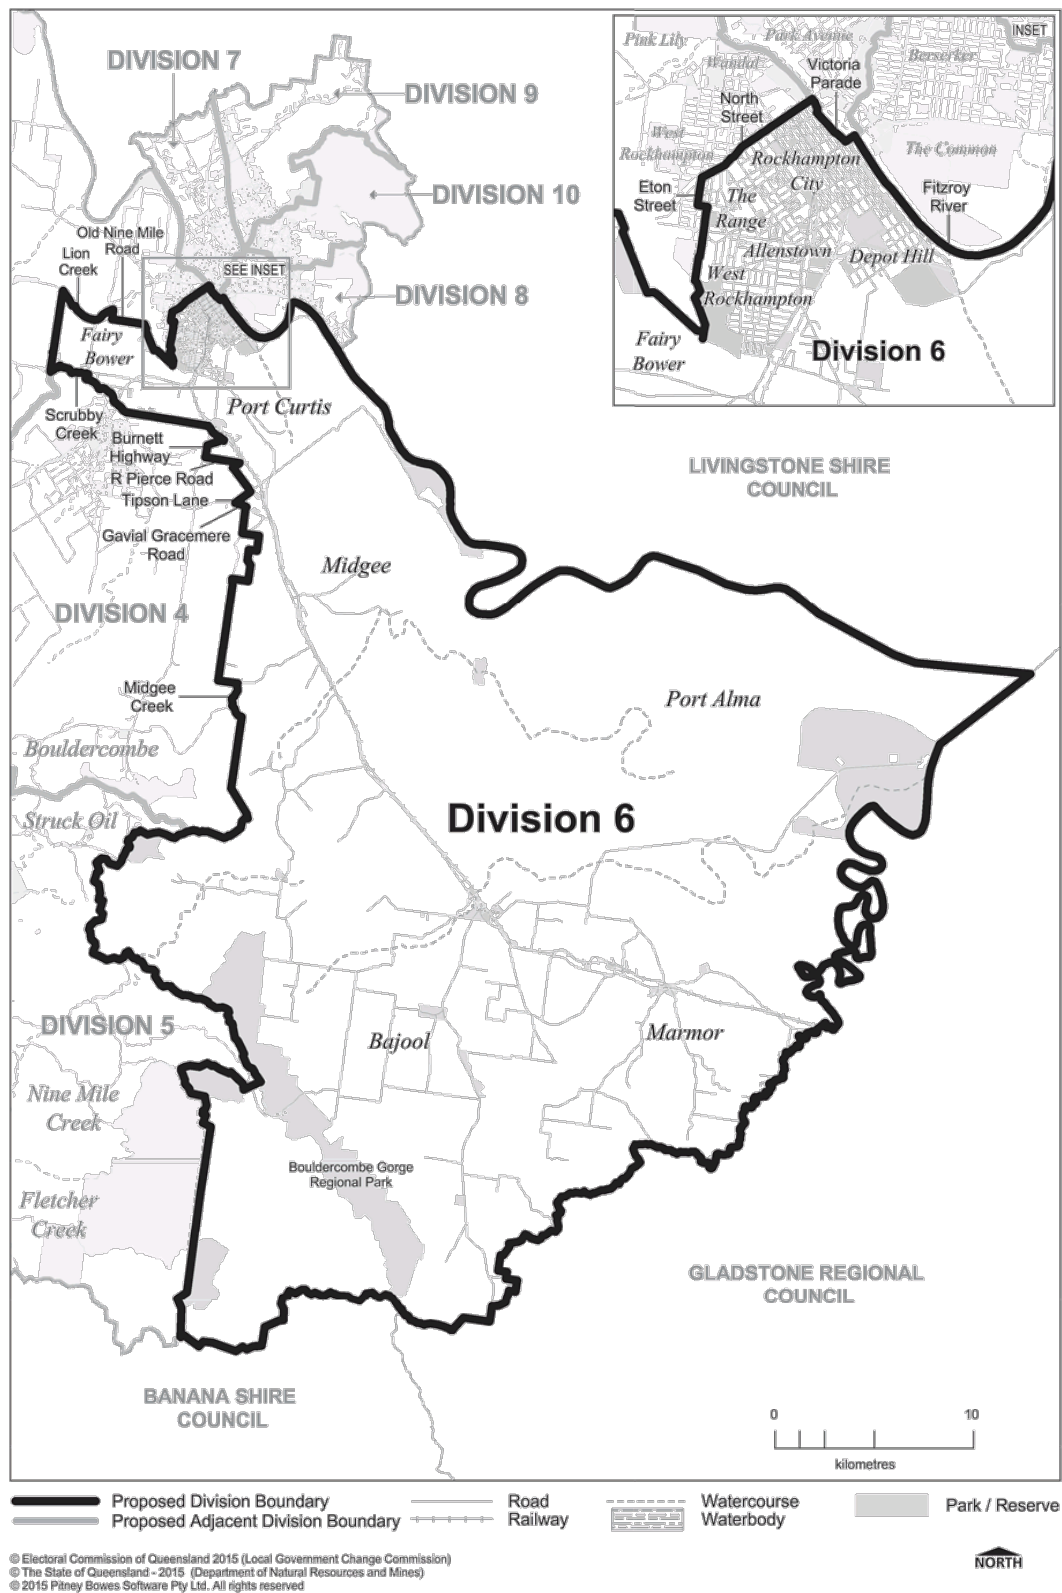 DIVISION 7
DIVISION 9
DIVISION 10
DIVISION 8
Old Nine Mile
Road
Lion
Creek
SEE INSET
Fairy
Bower
Port Curtis
Scrubby
Creek
Burnett
Highway
R Pierce Road
Tipson Lane
Gavial Gracemere
Road
DIVISION 4
Midgee
Midgee
Creek
Port Alma
Bouldercombe
Struck Oil
Division 6
DIVISION 5
Bajool
Marmor
Nine Mile
Creek
Bouldercombe Gorge
Regional Park
Fletcher
Creek
LIVINGSTONE SHIRE
COUNCIL
GLADSTONE REGIONAL
COUNCIL
BANANA SHIRE
COUNCIL
INSET
Pink Lily
Park Avenue
Berserker
Wandal
Victoria
Parade
North
Street
West
Rockhampton
The Common
Rockhampton
City
Eton
Street
The
Range
Fitzroy
River
Allenstown
Depot Hill
West
Rockhampton
Fairy
Bower
Division 6
0 10
kilometres
Proposed Division Boundary
Proposed Adjacent Division Boundary
Road
Railway
Watercourse
Waterbody
Park / Reserve
© Electoral Commission of Queensland 2015 (Local Government Change Commission)
© The State of Queensland - 2015 (Department of Natural Resources and Mines)
© 2015 Pitney Bowes Software Pty Ltd. All rights reserved
NORTH